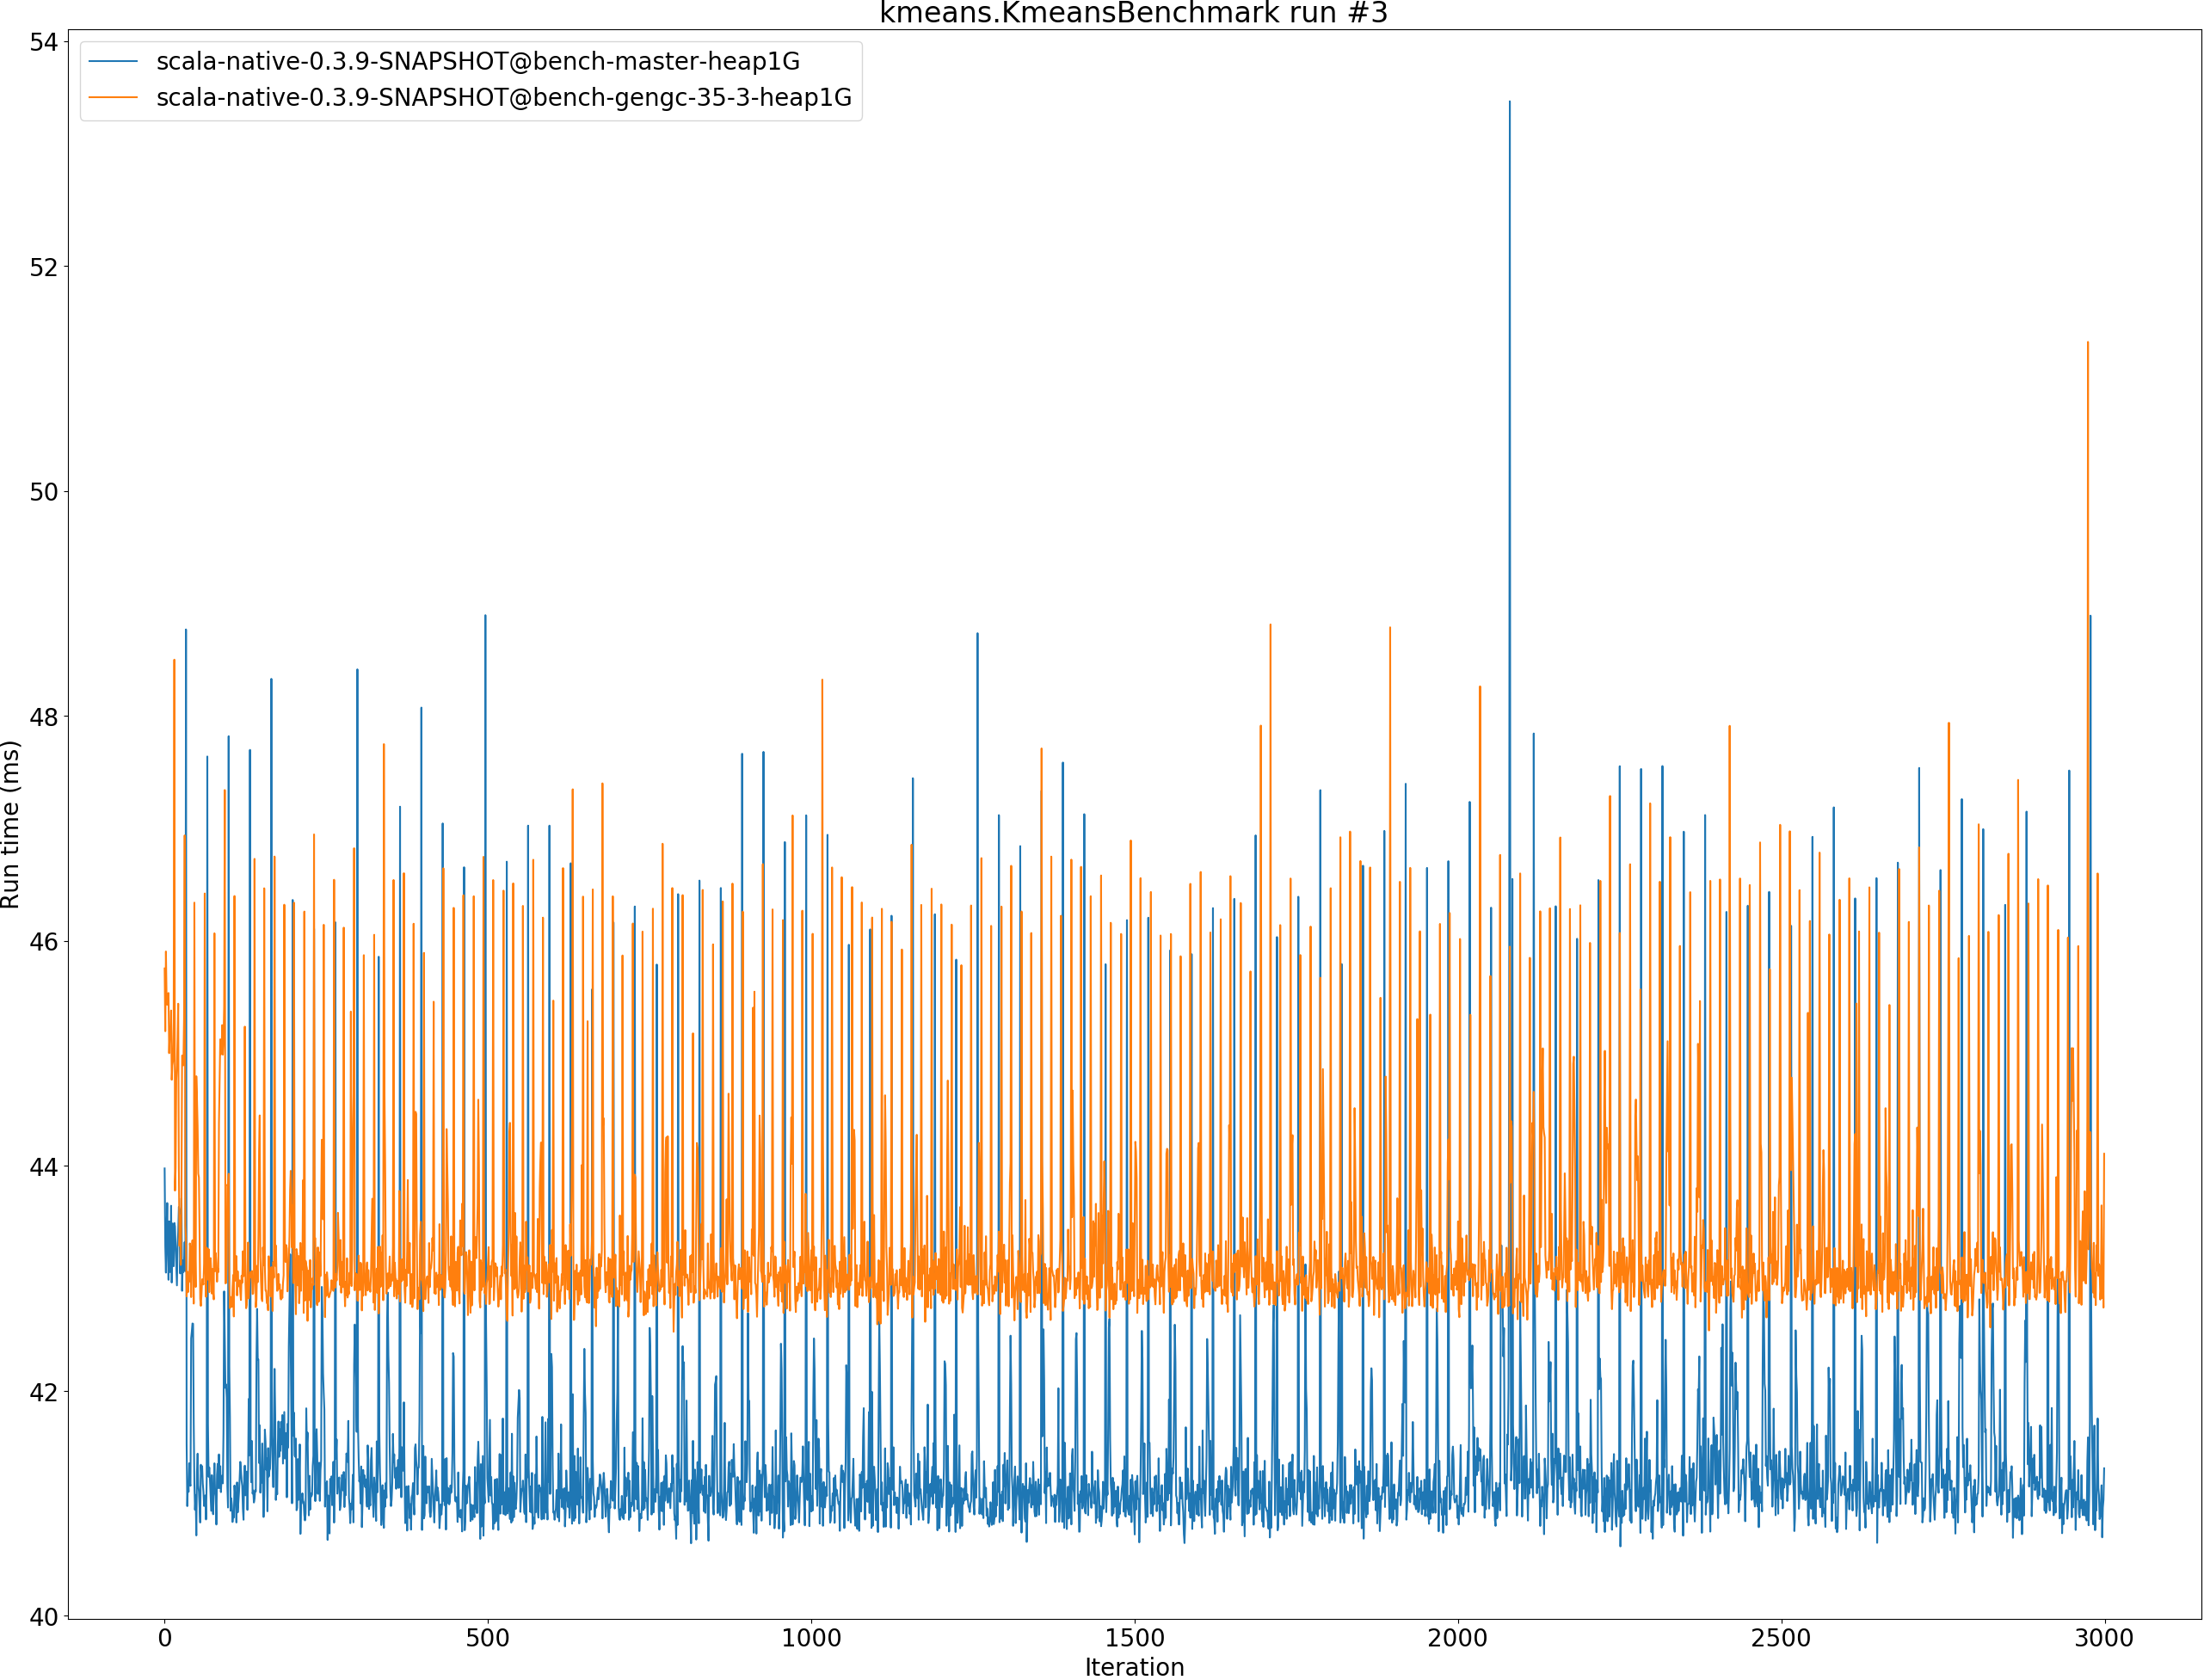 kmeans.KmeansBenchmark run #3
scala-native-0.3.9-SNAPSHOT@bench-master-heap1G
scala-native-0.3.9-SNAPSHOT@bench-gengc-35-3-heap1G
Run time (ms)
54
52
50
48
46
44
42
40
0 500 1000 1500 2000 2500 3000
Iteration